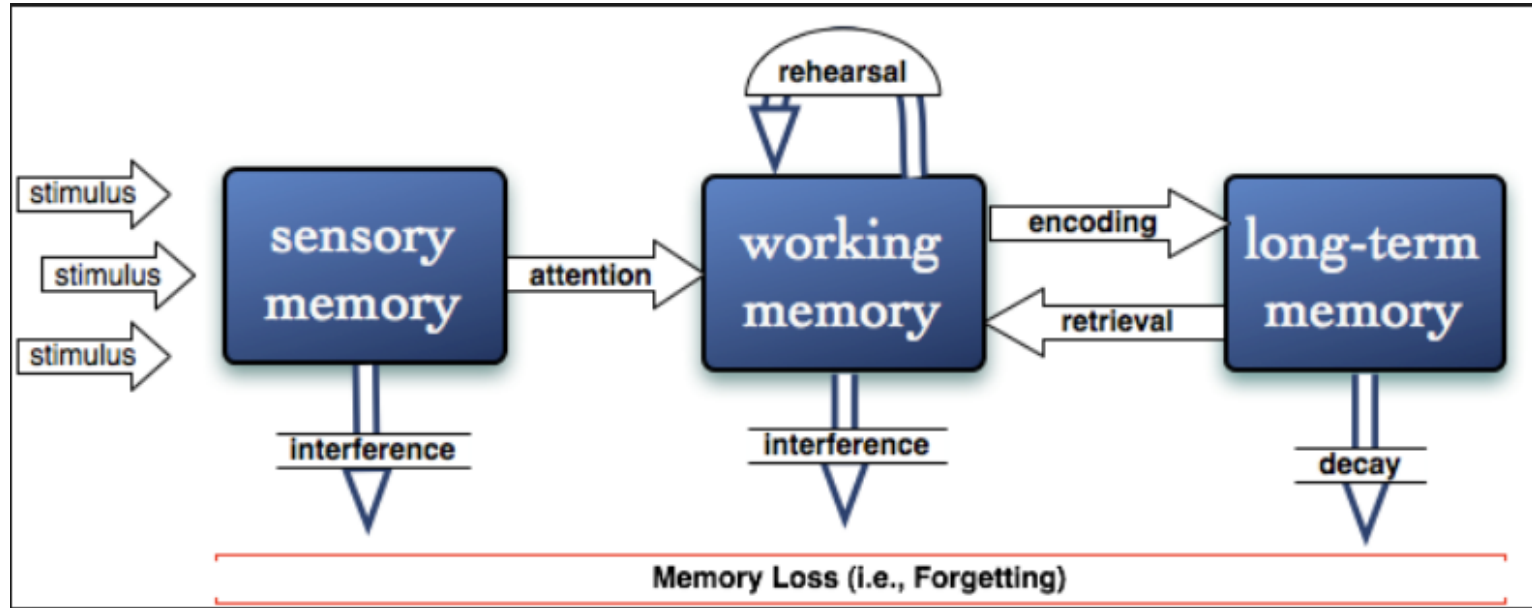 rehearsal
stimulus
stimulus
stimulus
sensory
memory
attention
working
memory
encoding
retrieval
long-term
memory
interference
interference
decay
Memory Loss (i.e., Forgetting)